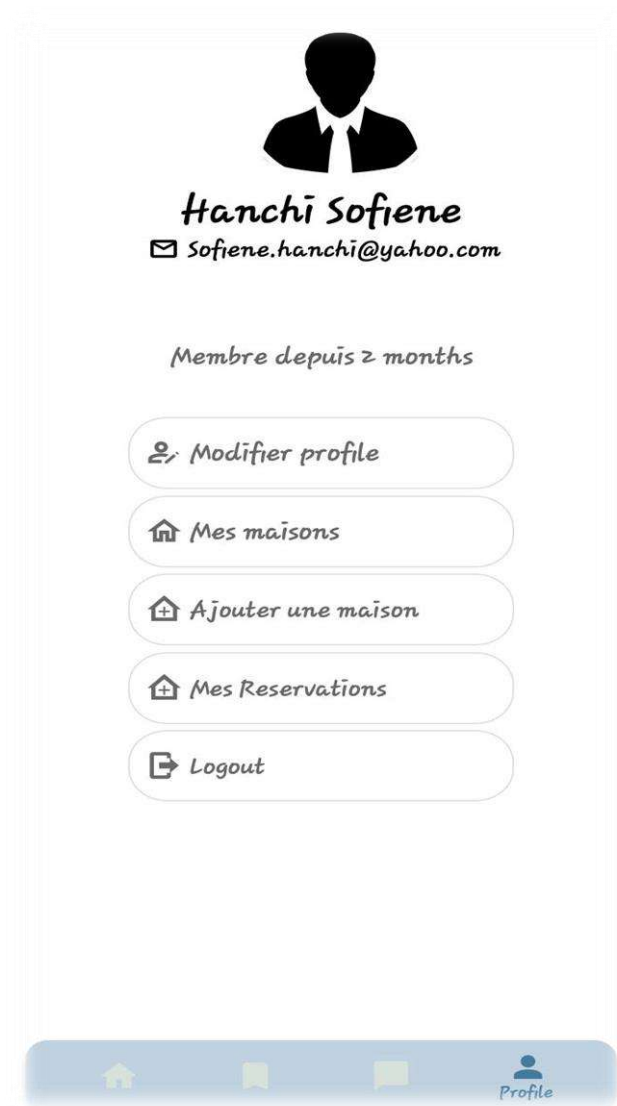 Hanchi Sofiene
Sofiene.hanchi@yahoo.com
Membre depuis 2 months
Modifier profile
Mes maisons
Ajouter une maison
Mes Reservations
Logout
Profile